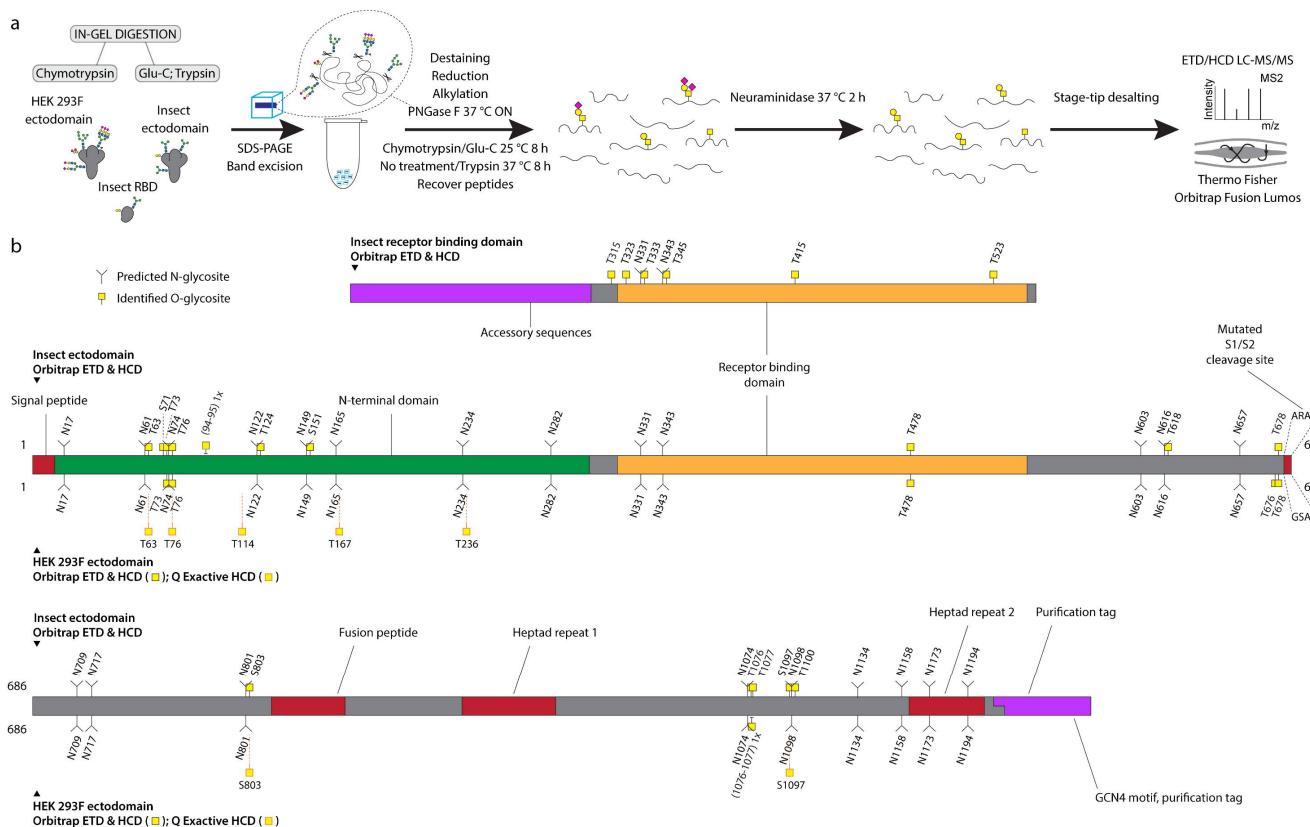 a
IN-GEL DIGESTION
Chymotrypsin
Glu-C; Trypsin
HEK 293F
ectodomain
Insect
ectodomain
Insect RBD
SDS-PAGE
Band excision
Destaining
Reduction
Alkylation
PNGase F 37 °C ON
Chymotrypsin/Glu-C 25 °C 8 h
No treatment/Trypsin 37 °C 8 h
Recover peptides
Neuraminidase 37 °C 2 h
Stage-tip desalting
ETD/HCD LC-MS/MS
MS2
Intensity
m/z
Thermo Fisher
Orbitrap Fusion Lumos
b
Predicted N-glycosite
Identified O-glycosite
Insect receptor binding domain
Orbitrap ETD & HCD
T315
T323
N331
T333
N343
T345
T415
T523
Accessory sequences
Receptor binding
domain
Mutated
S1/S2
cleavage site
Insect ectodomain
Orbitrap ETD & HCD
Signal peptide
N-terminal domain
N17
N61
T63
S71
T73
N74
T76
(94-95) 1x
N122
T124
N149
S151
N165
N234
N282
N331
N343
T478
N603
N616
T618
N657
T678
ARA
1
6
1
6
N17
N61
T73
N74
T76
N122
N149
N165
N234
N282
N331
N343
T478
N603
N616
N657
T676
T678
GSA
T63
T76
T114
T167
T236
HEK 293F ectodomain
Orbitrap ETD & HCD ( ); Q Exactive HCD ( )
Insect ectodomain
Orbitrap ETD & HCD
Fusion peptide
Heptad repeat 1
Heptad repeat 2
Purification tag
N709
N717
N801
S803
N1074
T1076
T1077
S1097
N1098
T1100
N1134
N1158
N1173
N1194
686
686
N709
N717
N801
N1074
(1076-1077) 1x
N1098
N1134
N1158
N1173
N1194
S803
S1097
GCN4 motif, purification tag
HEK 293F ectodomain
Orbitrap ETD & HCD ( ); Q Exactive HCD ( )